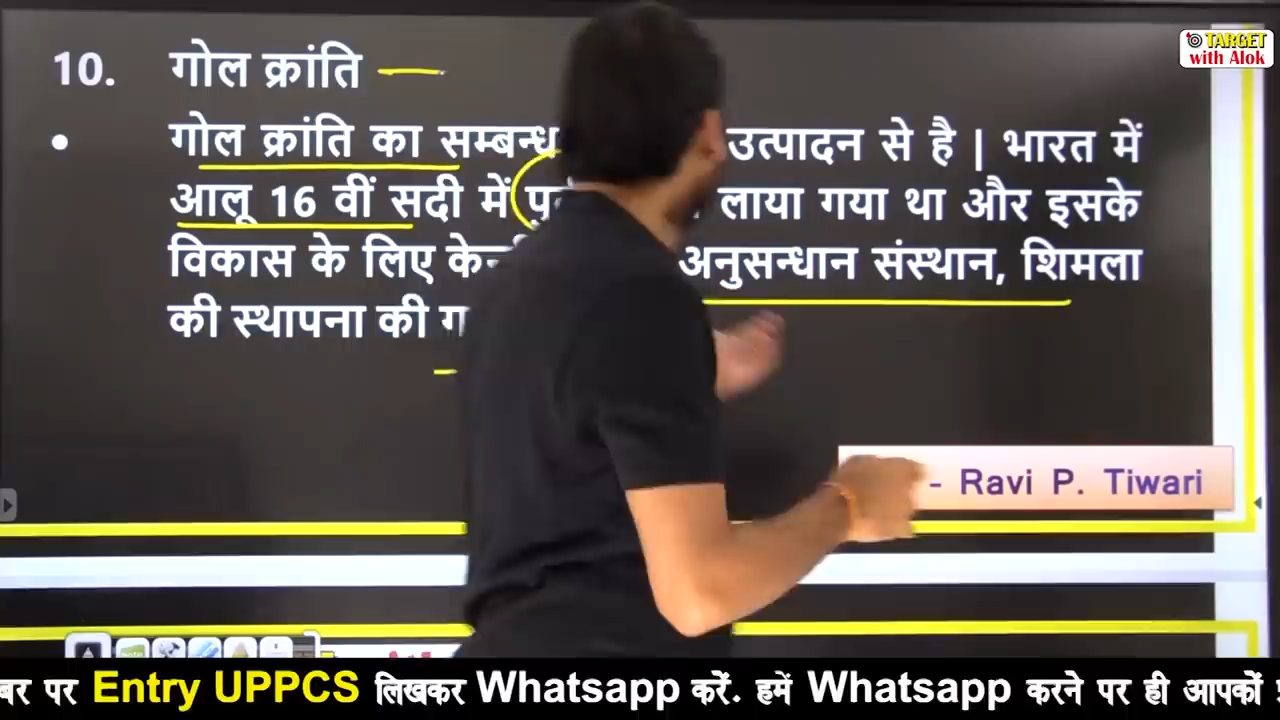 TARGET
with Alok
10. गोल क्रांति
• गोल क्रांति का सम्बन्ध उत्पादन से है | भारत में
आलू 16 वीं सदी में लाया गया था और इसके
विकास के लिए अनुसन्धान संस्थान, शिमला
की स्थापना की
- Ravi P. Tiwari
पर Entry UPPCS लिखकर Whatsapp करें. हमें Whatsapp करने पर ही आपकों